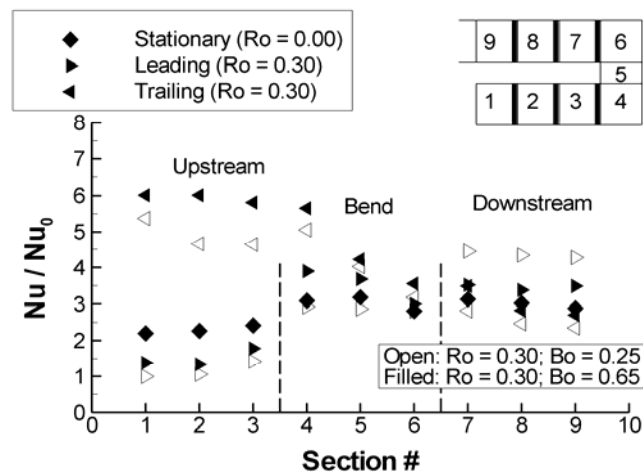 Stationary (Ro = 0.00)
Leading (Ro = 0.30)
Trailing (Ro = 0.30)
9 8 7 6
5
1 2 3 4
8
7
6
5
4
3
2
1
0
Nu / Nu0
Upstream
Bend
Downstream
Open: Ro = 0.30; Bo = 0.25
Filled: Ro = 0.30; Bo = 0.65
0 1 2 3 4 5 6 7 8 9 10
Section #